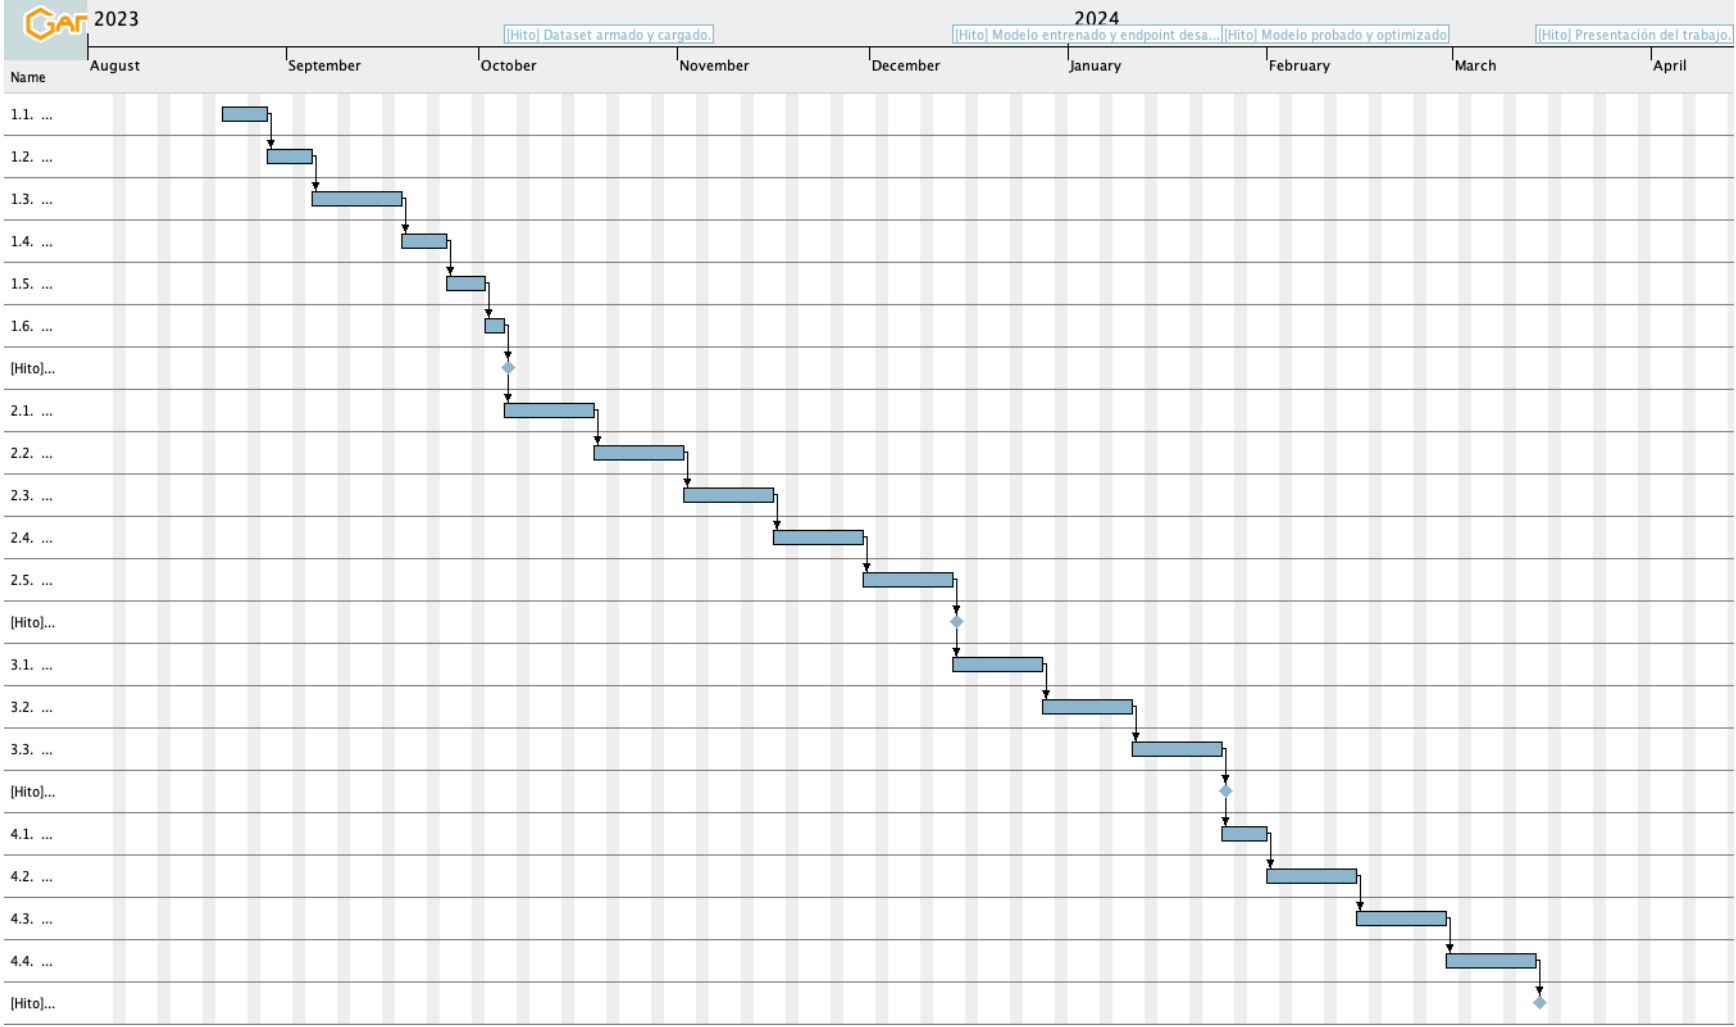 GAN
2023
2024
[Hito] Dataset armado y cargado.
[Hito] Modelo entrenado y endpoint desa...
[Hito] Modelo probado y optimizado
[Hito] Presentación del trabajo.
August
September
October
November
December
January
February
March
April
Name
1.1. ...
1.2. ...
1.3. ...
1.4. ...
1.5. ...
1.6. ...
[Hito]...
2.1. ...
2.2. ...
2.3. ...
2.4. ...
2.5. ...
[Hito]...
3.1. ...
3.2. ...
3.3. ...
[Hito]...
4.1. ...
4.2. ...
4.3. ...
4.4. ...
[Hito]...